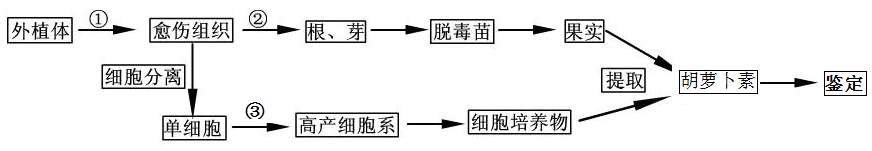 外植体 ① 愈伤组织 ② 根、芽 脱毒苗 果实
细胞分离 提取 胡萝卜素 鉴定
单细胞 ③ 高产细胞系 细胞培养物